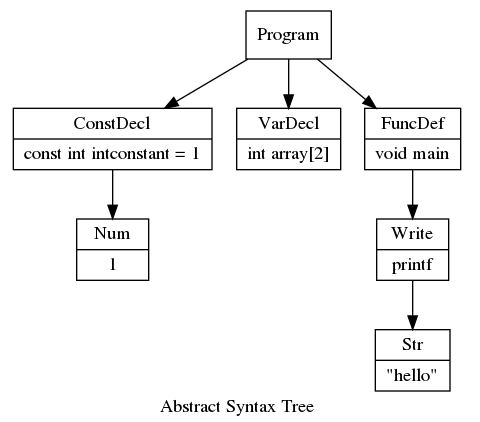 Program
ConstDecl
const int intconstant = 1
VarDecl
int array[2]
FuncDef
void main
Num
1
Write
printf
Str
"hello"
Abstract Syntax Tree